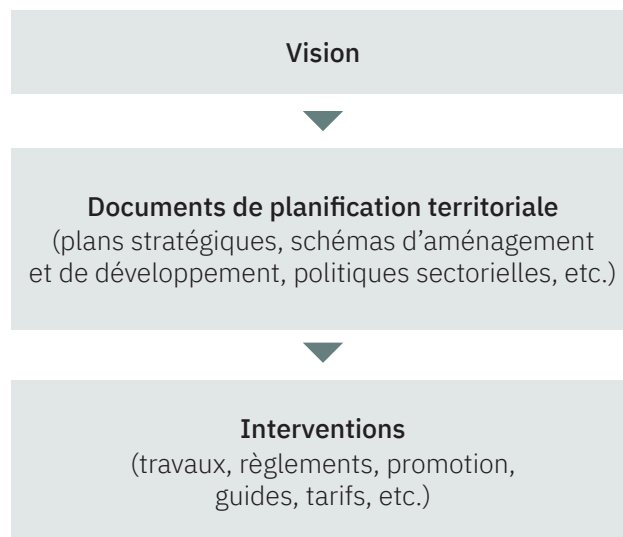 Vision
Documents de planification territoriale
(plans stratégiques, schémas d’aménagement
et de développement, politiques sectorielles, etc.)
Interventions
(travaux, règlements, promotion,
guides, tarifs, etc.)